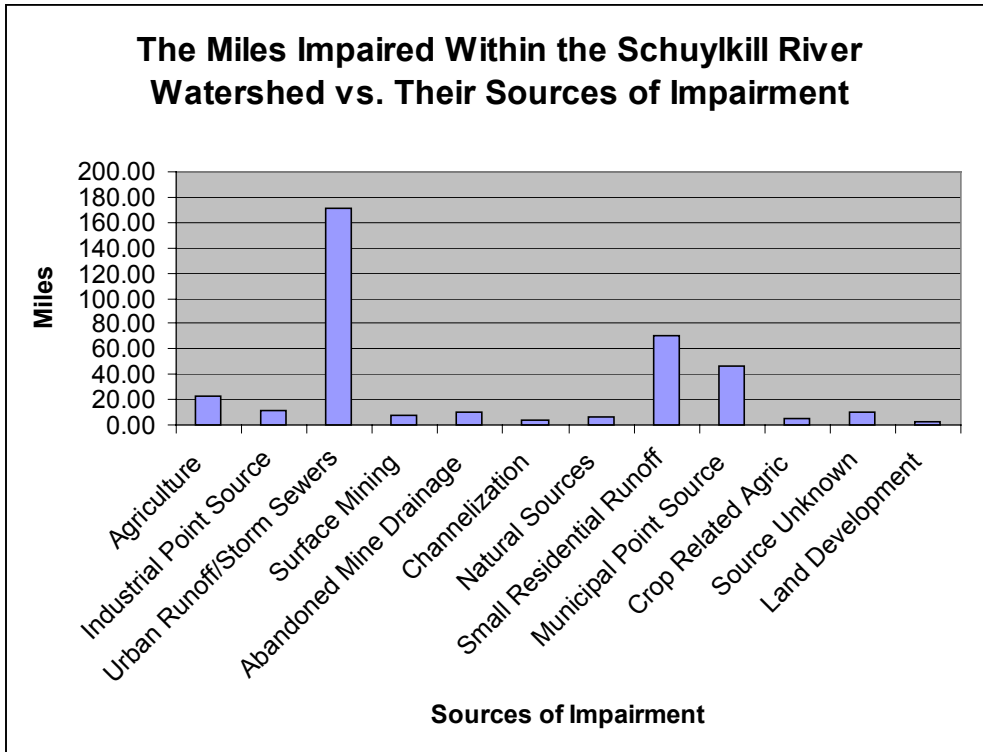 The Miles Impaired Within the Schuylkill River
Watershed vs. Their Sources of Impairment
200.00
180.00
160.00
140.00
120.00
100.00
80.00
60.00
40.00
20.00
0.00
Miles
Agriculture
Industrial Point Source
Urban Runoff/Storm Sewers
Surface Mining
Abandoned Mine Drainage
Channelization
Natural Sources
Small Residential Runoff
Municipal Point Source
Crop Related Agric
Source Unknown
Land Development
Sources of Impairment